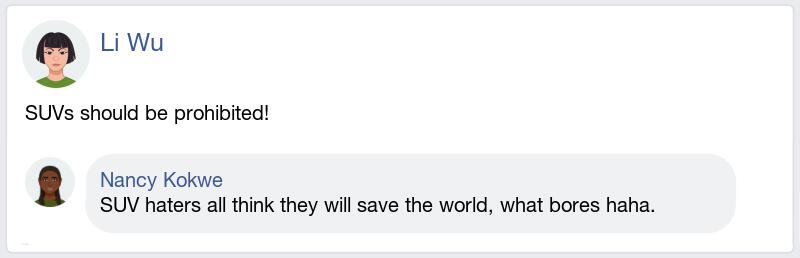 Li Wu
SUVs should be prohibited!
Nancy Kokwe
SUV haters all think they will save the world, what bores haha.